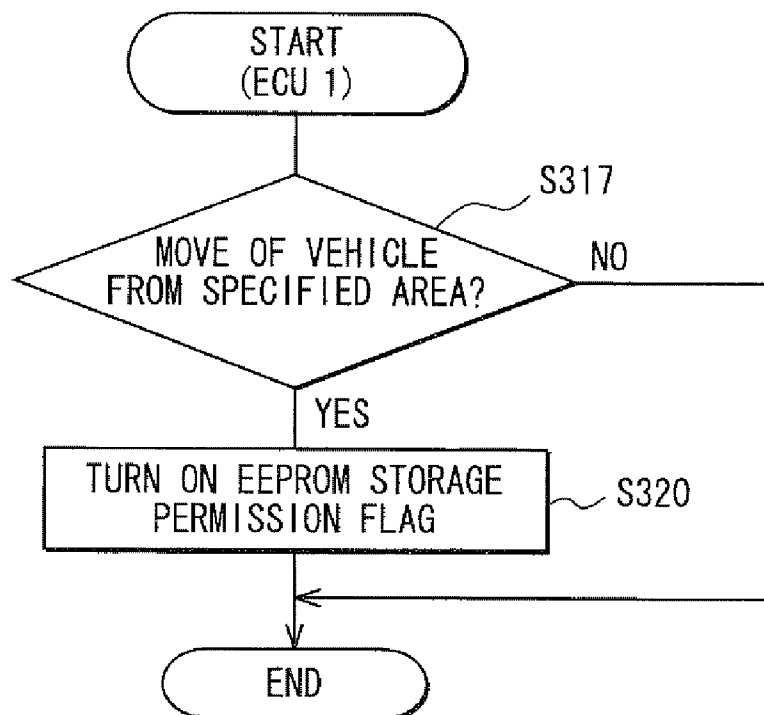 START
(ECU 1)
S317
MOVE OF VEHICLE
FROM SPECIFIED AREA?
NO
YES
TURN ON EEPROM STORAGE
PERMISSION FLAG
S320
END